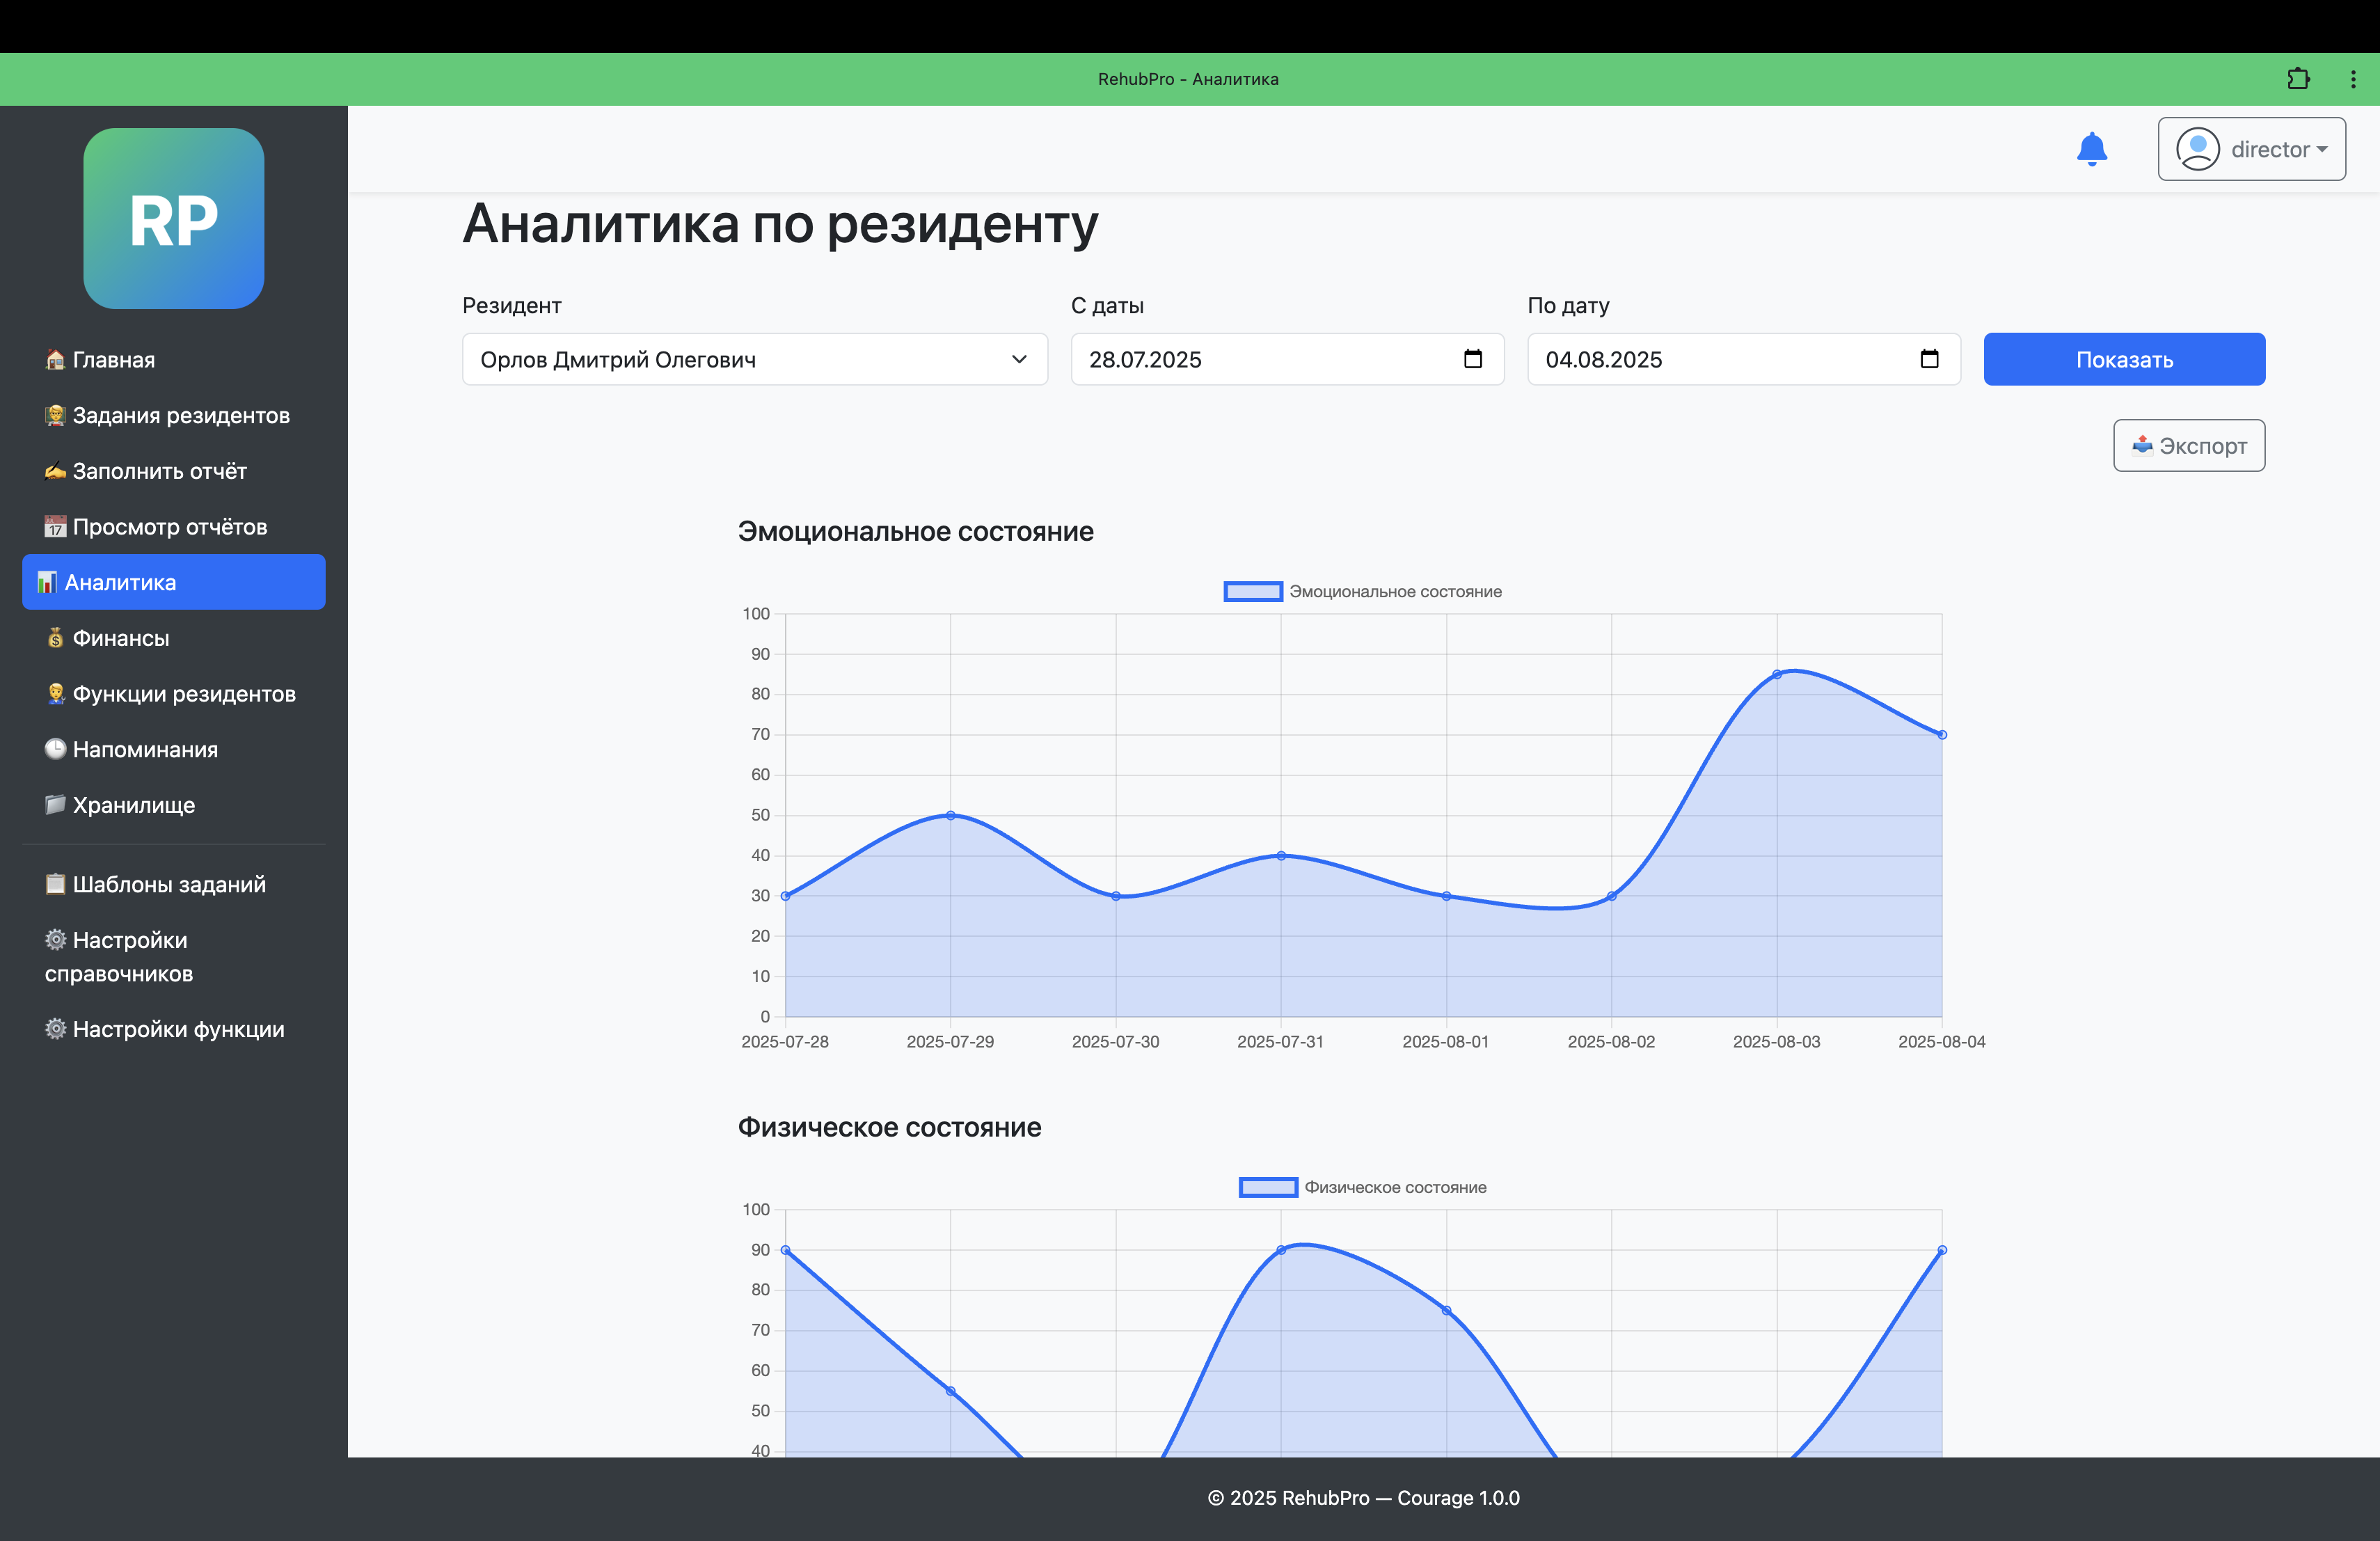 RehubPro - Аналитика
RP
director
🏠 Главная
🧑‍🏫 Задания резидентов
✍️ Заполнить отчёт
📅 Просмотр отчётов
📊 Аналитика
💰 Финансы
🧑‍🔧 Функции резидентов
🕒 Напоминания
📁 Хранилище
📋 Шаблоны заданий
⚙️ Настройки
справочников
⚙️ Настройки функции
Аналитика по резиденту
Резидент
С даты
По дату
Орлов Дмитрий Олегович
28.07.2025
04.08.2025
Показать
📤 Экспорт
Эмоциональное состояние
Эмоциональное состояние
100
90
80
70
60
50
40
30
20
10
0
2025-07-28 2025-07-29 2025-07-30 2025-07-31 2025-08-01 2025-08-02 2025-08-03 2025-08-04
Физическое состояние
Физическое состояние
100
90
80
70
60
50
40
© 2025 RehubPro — Courage 1.0.0